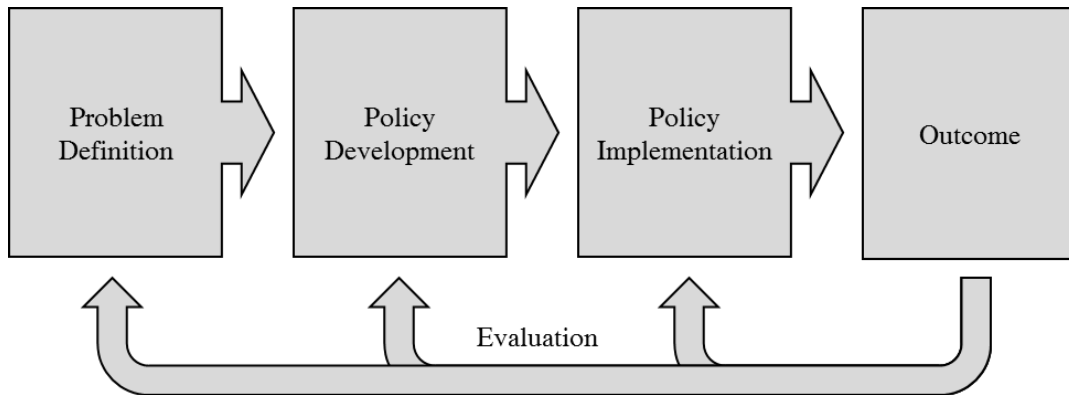 Problem
Definition
Policy
Development
Policy
Implementation
Outcome
Evaluation